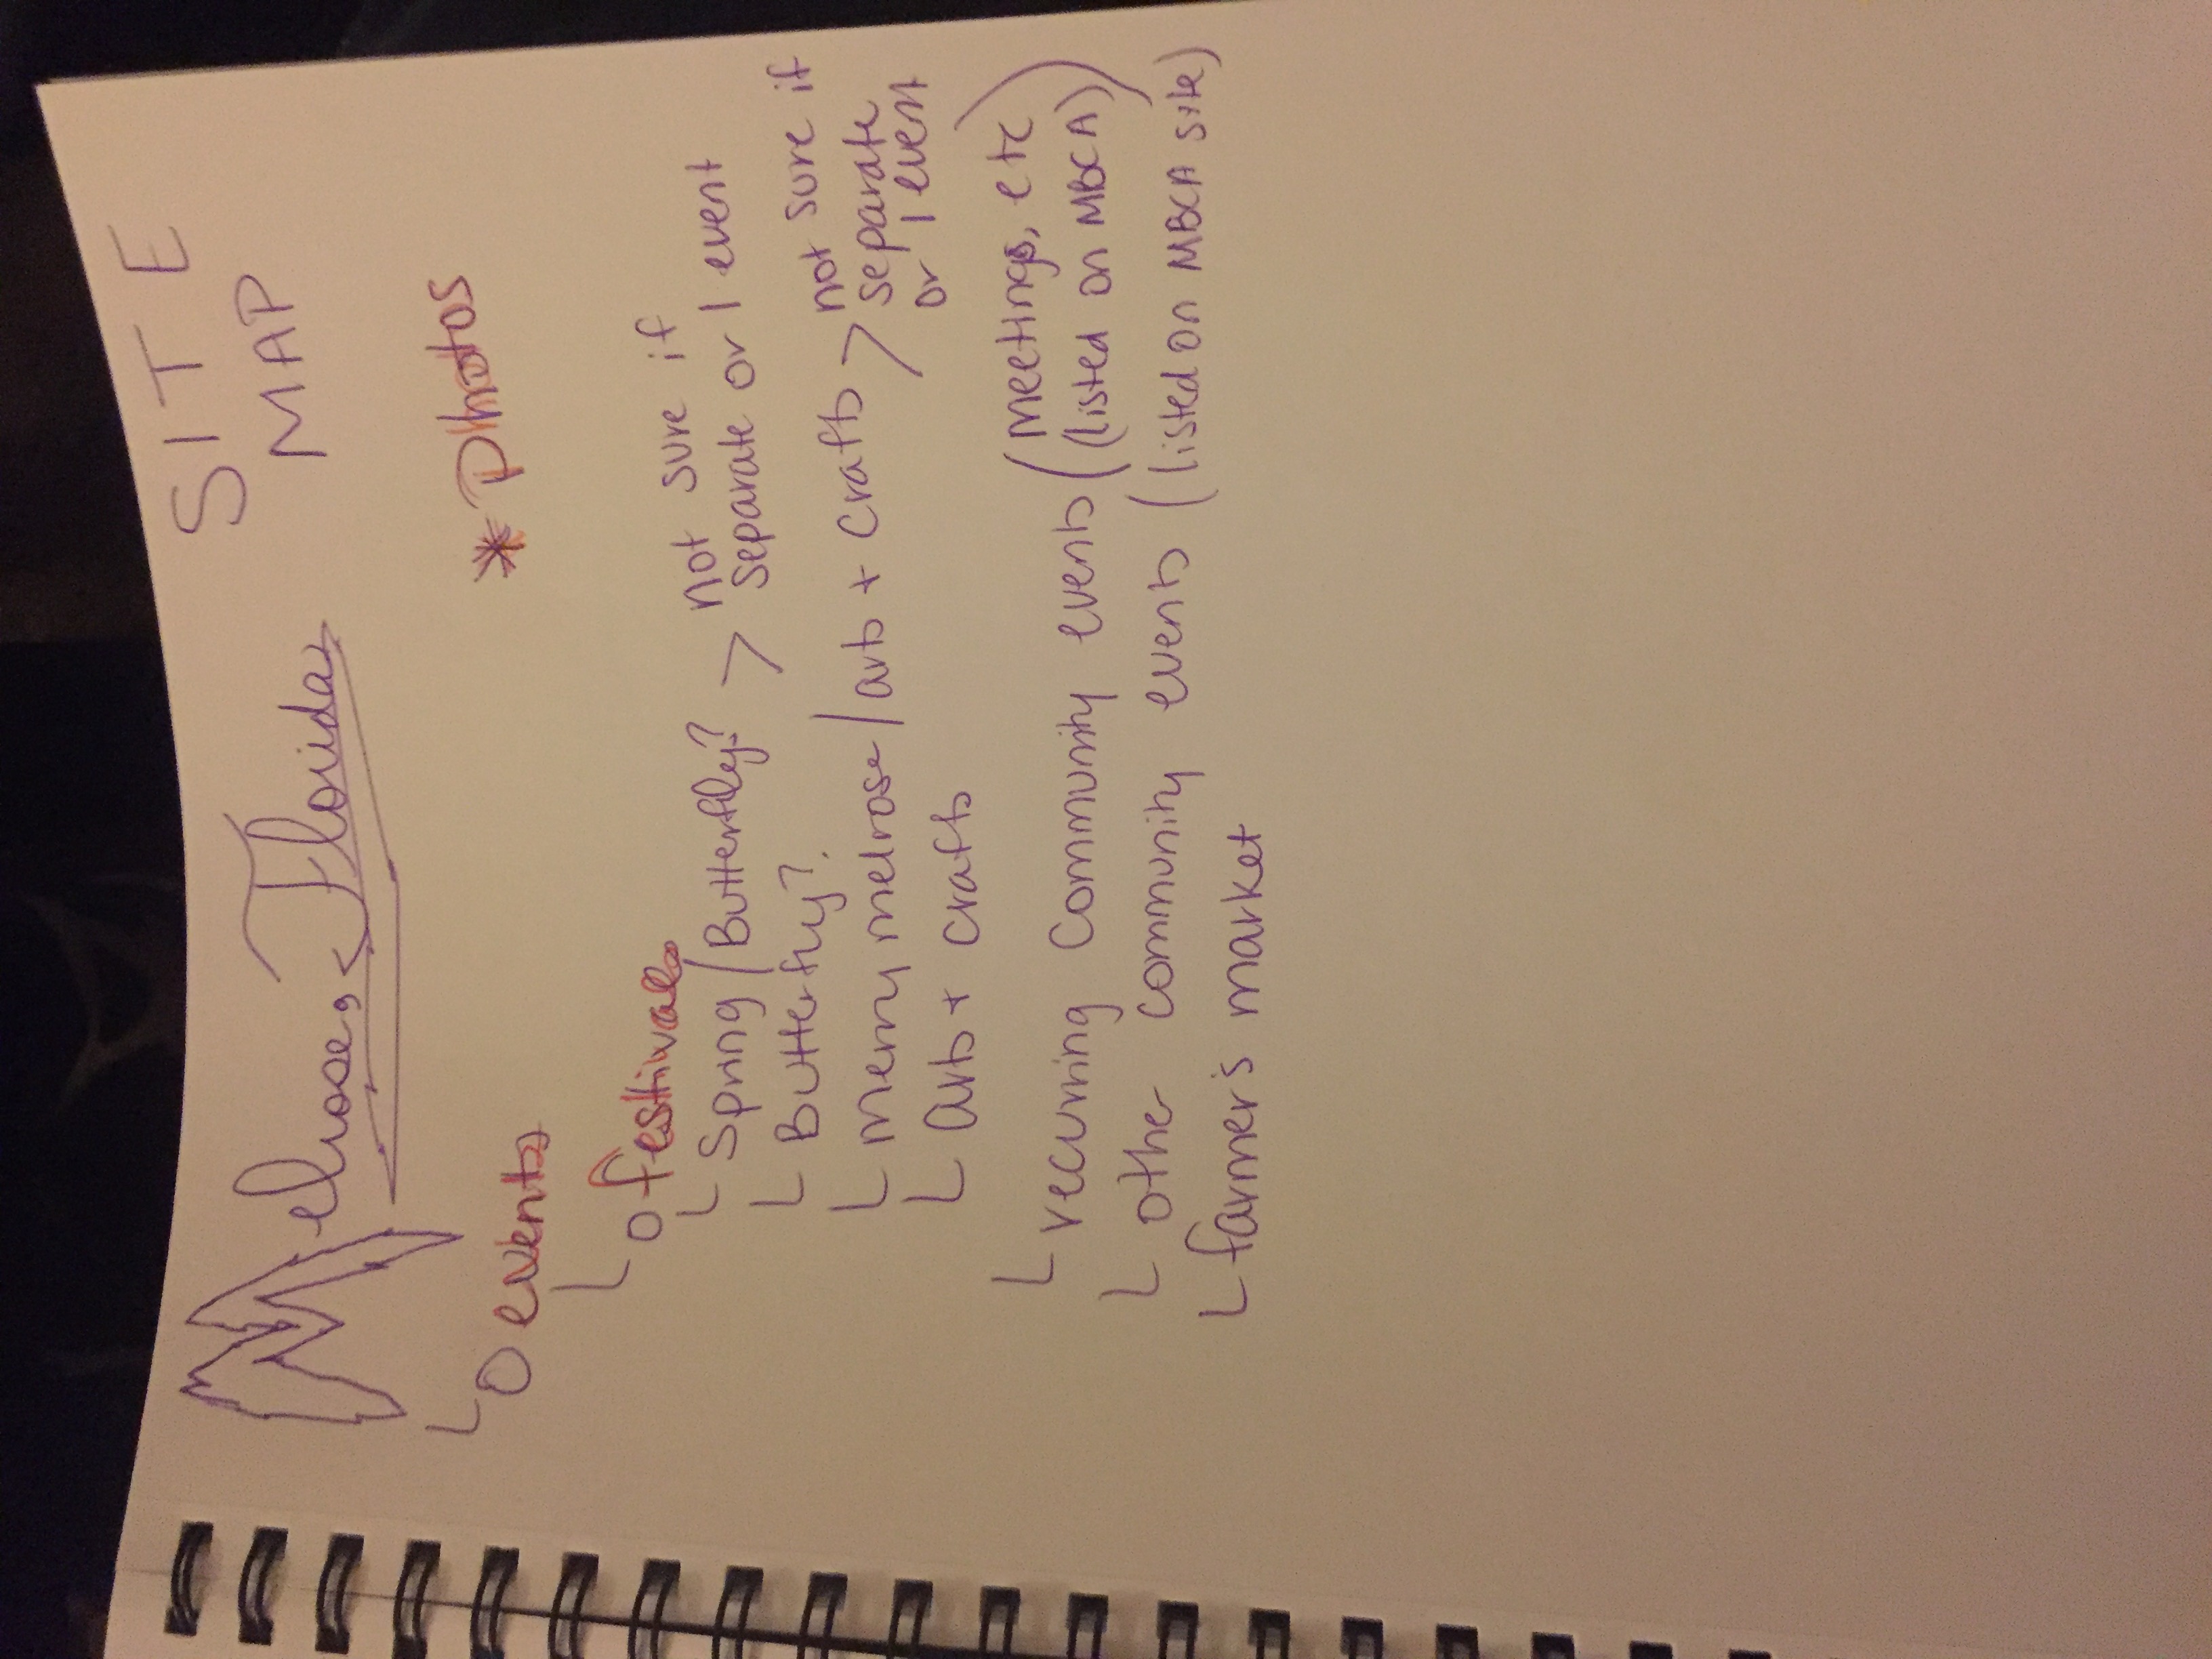 Melrose, Florida
SITE
MAP
events
* Photos
festivals
Spring / Butterfly? > not sure if
separate or 1 event
Butterfly?
merry melrose / arts + crafts > not sure if
separate
or 1 event
arts + crafts
recurring community events (meetings, etc)
(listed on MBCA)
other community events (listed on MBCA site)
farmer's market